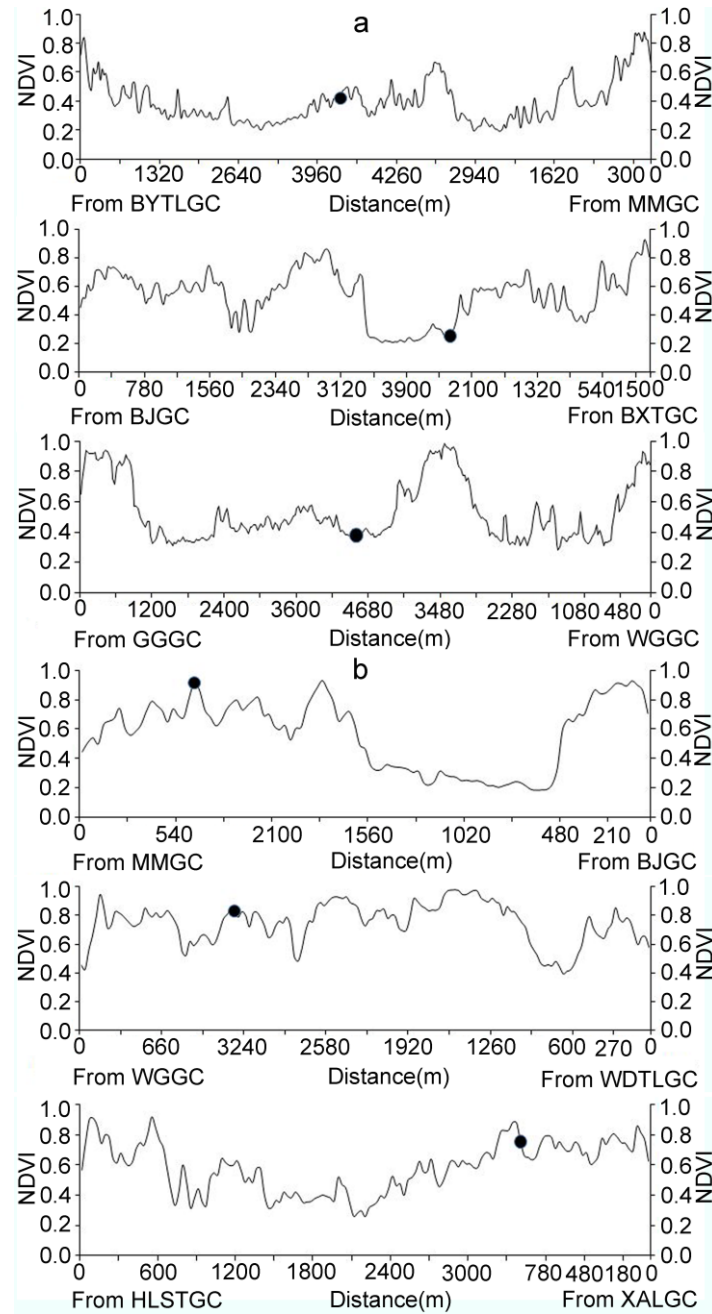 a
NDVI
NDVI
1.0
0.8
0.6
0.4
0.2
0.0
1.0
0.8
0.6
0.4
0.2
0.0
0 1320 2640 3960 4260 2940 1620 300 0
From BYTLGC Distance(m) From MMGC
NDVI
NDVI
1.0
0.8
0.6
0.4
0.2
0.0
1.0
0.8
0.6
0.4
0.2
0.0
0 780 1560 2340 3120 3900 2100 1320 540 150 0
From BJGC Distance(m) Fron BXTGC
NDVI
NDVI
1.0
0.8
0.6
0.4
0.2
0.0
1.0
0.8
0.6
0.4
0.2
0.0
0 1200 2400 3600 4680 3480 2280 1080 480 0
From GGGC Distance(m) From WGGC
b
NDVI
NDVI
1.0
0.8
0.6
0.4
0.2
0.0
1.0
0.8
0.6
0.4
0.2
0.0
0 540 2100 1560 1020 480 210 0
From MMGC Distance(m) From BJGC
NDVI
NDVI
1.0
0.8
0.6
0.4
0.2
0.0
1.0
0.8
0.6
0.4
0.2
0.0
0 660 3240 2580 1920 1260 600 270 0
From WGGC Distance(m) From WDTLGC
NDVI
NDVI
1.0
0.8
0.6
0.4
0.2
0.0
1.0
0.8
0.6
0.4
0.2
0.0
0 600 1200 1800 2400 3000 780 480 180 0
From HLSTGC Distance(m) From XALGC